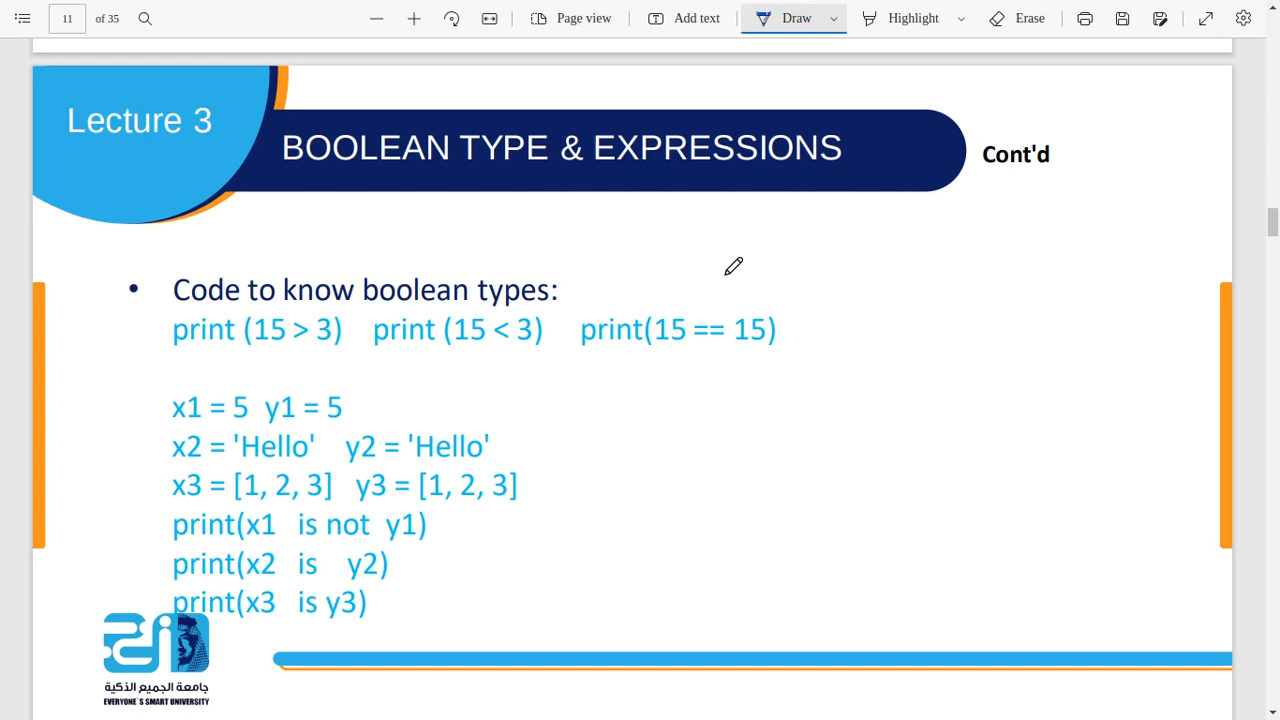 11 of 35 Page view Add text Draw Highlight Erase
Lecture 3
BOOLEAN TYPE & EXPRESSIONS
Cont'd
• Code to know boolean types:
print (15 > 3) print (15 < 3) print(15 == 15)
x1 = 5 y1 = 5
x2 = 'Hello' y2 = 'Hello'
x3 = [1, 2, 3] y3 = [1, 2, 3]
print(x1 is not y1)
print(x2 is y2)
print(x3 is y3)
جامعة الجميع الذكية
EVERYONE`S SMART UNIVERSITY